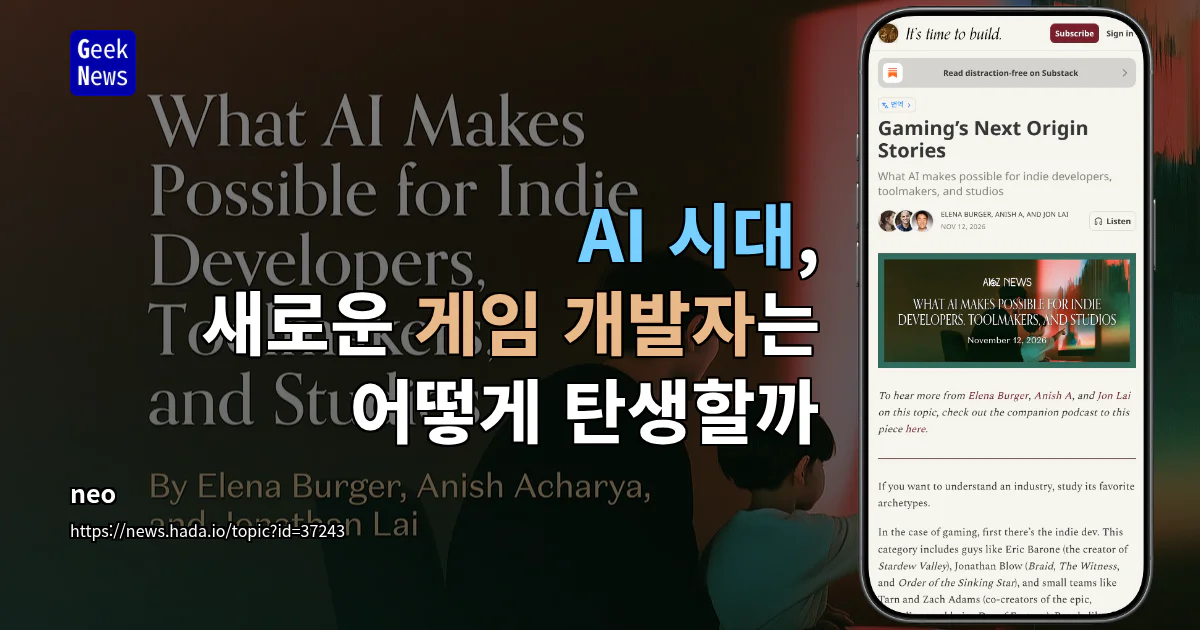 Geek
News
What AI Makes
Possible for Indie
Developers,
and
AI 시대,
새로운 게임 개발자는
어떻게 탄생할까
By Elena Burger, Anish Acharya,
and Jonathan Lai
neo
https://news.hada.io/topic?id=37243
It's time to build.
Subscribe
Sign in
Read distraction-free on Substack
번역
Gaming's Next Origin
Stories
What AI makes possible for indie developers,
toolmakers, and studios
ELENA BURGER, ANISH A, AND JON LAI
NOV 12, 2026
Listen
A16Z NEWS
WHAT AI MAKES POSSIBLE FOR INDIE
DEVELOPERS, TOOLMAKERS, AND STUDIOS
November 12, 2026
To hear more from Elena Burger, Anish A, and Jon Lai
on this topic, check out the companion podcast to this
piece here.
If you want to understand an industry, study its favorite
archetypes.
In the case of gaming, first there's the indie dev. This
category includes guys like Eric Barone (the creator of
Stardew Valley), Jonathan Blow (Braid, The Witness,
and Order of the Sinking Star), and small teams like
Tarn and Zach Adams (co-creators of the epic,